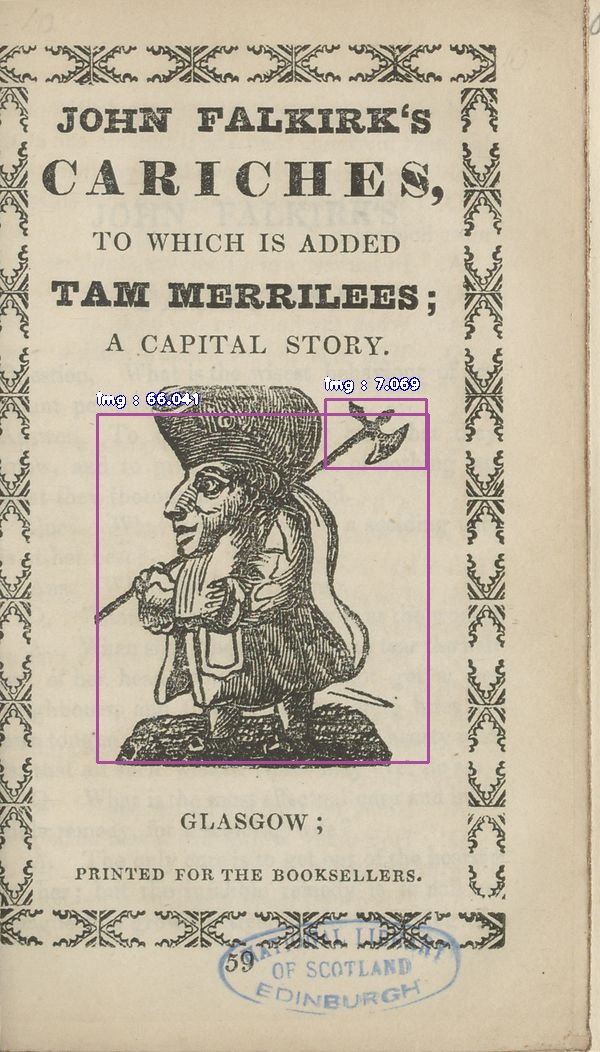 JOHN FALKIRK'S
CARICHES,
TO WHICH IS ADDED
TAM MERRILEES;
A CAPITAL STORY.
img : 66.041
img : 7.069
GLASGOW;
PRINTED FOR THE BOOKSELLERS.
59
NATIONAL LIBRARY
OF SCOTLAND
EDINBURGH